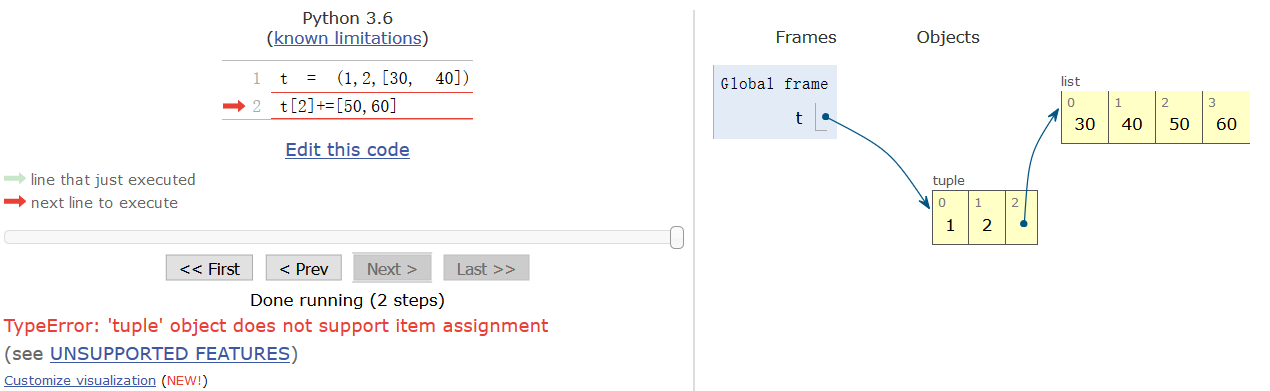 Python 3.6
(known limitations)
1 t = (1,2,[30, 40])
2 t[2]+=[50,60]
Edit this code
line that just executed
next line to execute
<< First < Prev Next > Last >>
Done running (2 steps)
TypeError: 'tuple' object does not support item assignment
(see UNSUPPORTED FEATURES)
Customize visualization (NEW!)
Frames Objects
Global frame
t
list
0 1 2 3
30 40 50 60
tuple
0 1 2
1 2